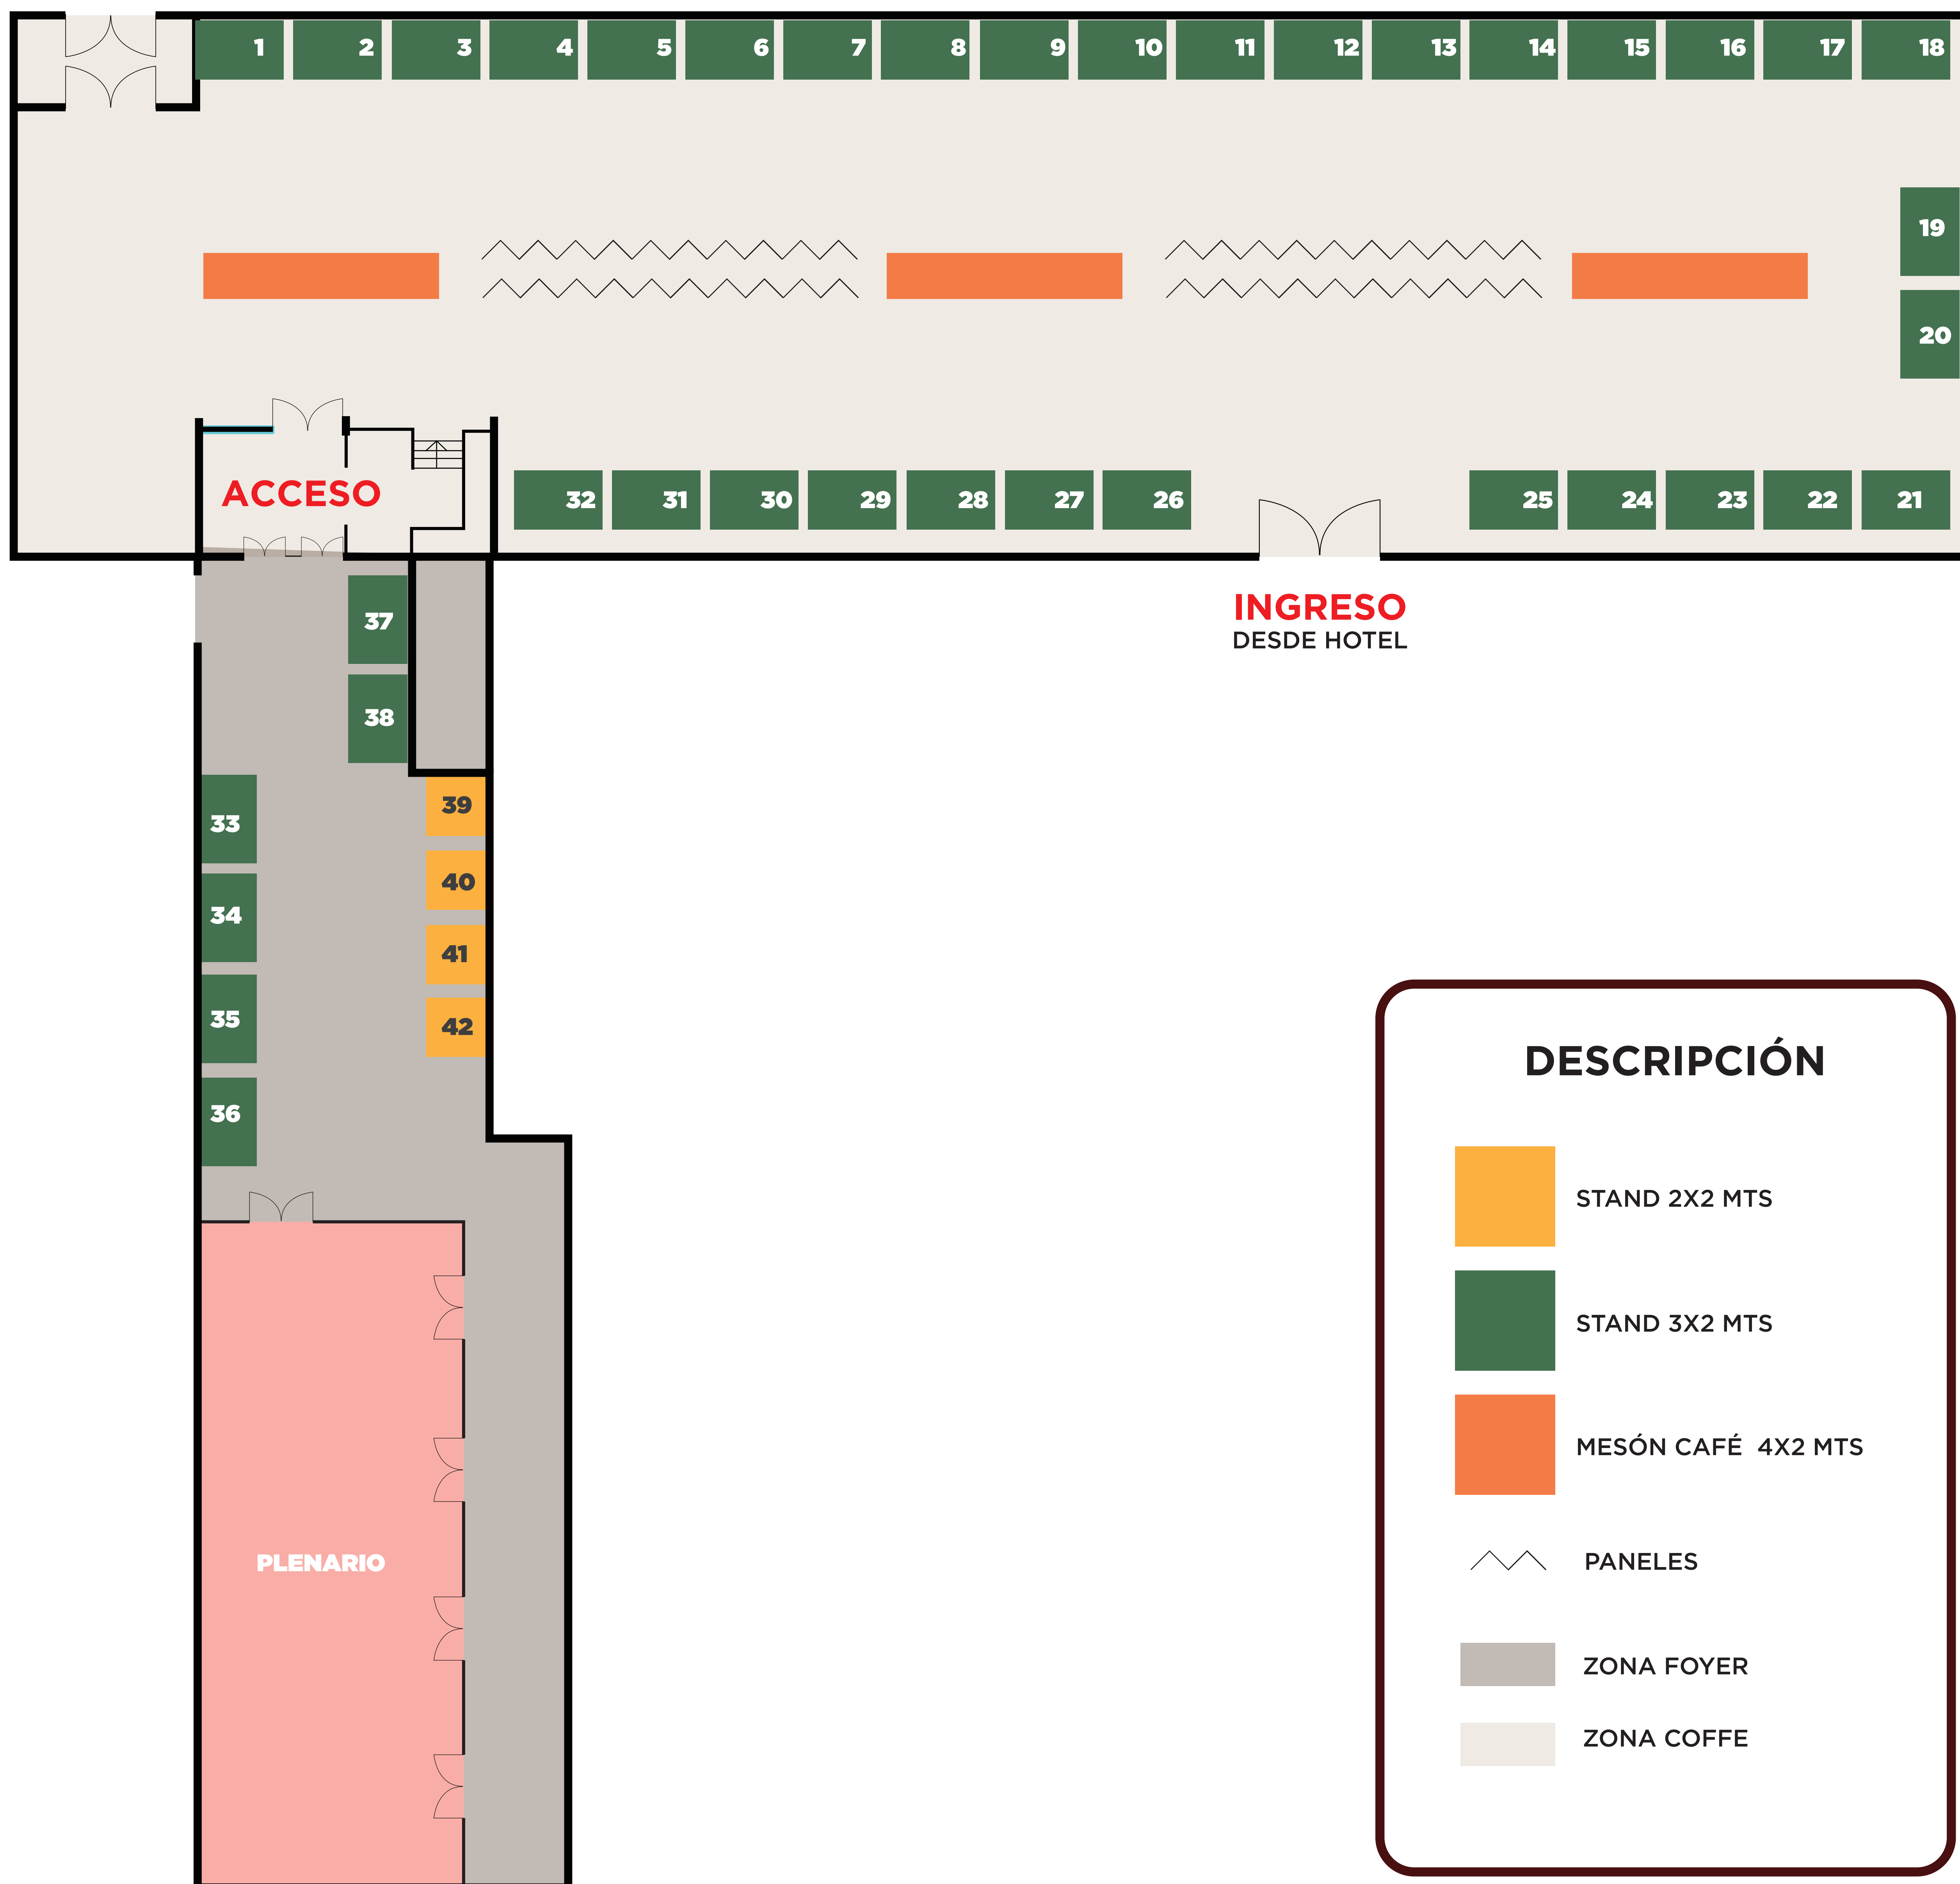 1 2 3 4 5 6 7 8 9 10 11 12 13 14 15 16 17 18
19
20
ACCESO
32 31 30 29 28 27 26 25 24 23 22 21
INGRESO
DESDE HOTEL
37
38
39
33
40
34
41
35
42
36
PLENARIO
DESCRIPCIÓN
STAND 2X2 MTS
STAND 3X2 MTS
MESÓN CAFÉ  4X2 MTS
PANELES
ZONA FOYER
ZONA COFFE